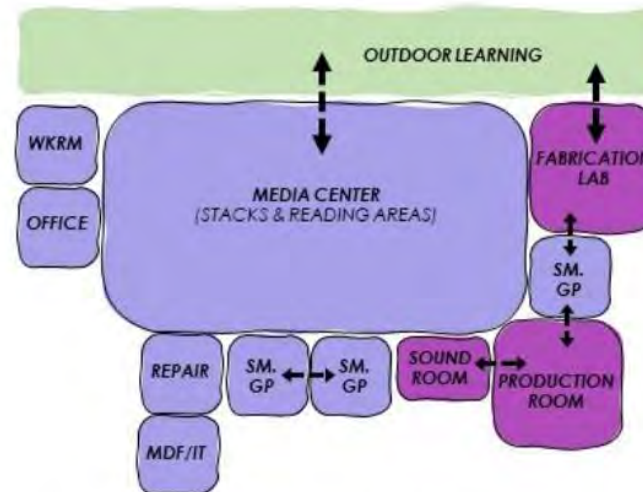 OUTDOOR LEARNING
WKRM
OFFICE
MEDIA CENTER
(STACKS & READING AREAS)
FABRICATION
LAB
SM.
GP
REPAIR
SM.
GP
SM.
GP
SOUND
ROOM
PRODUCTION
ROOM
MDF/IT